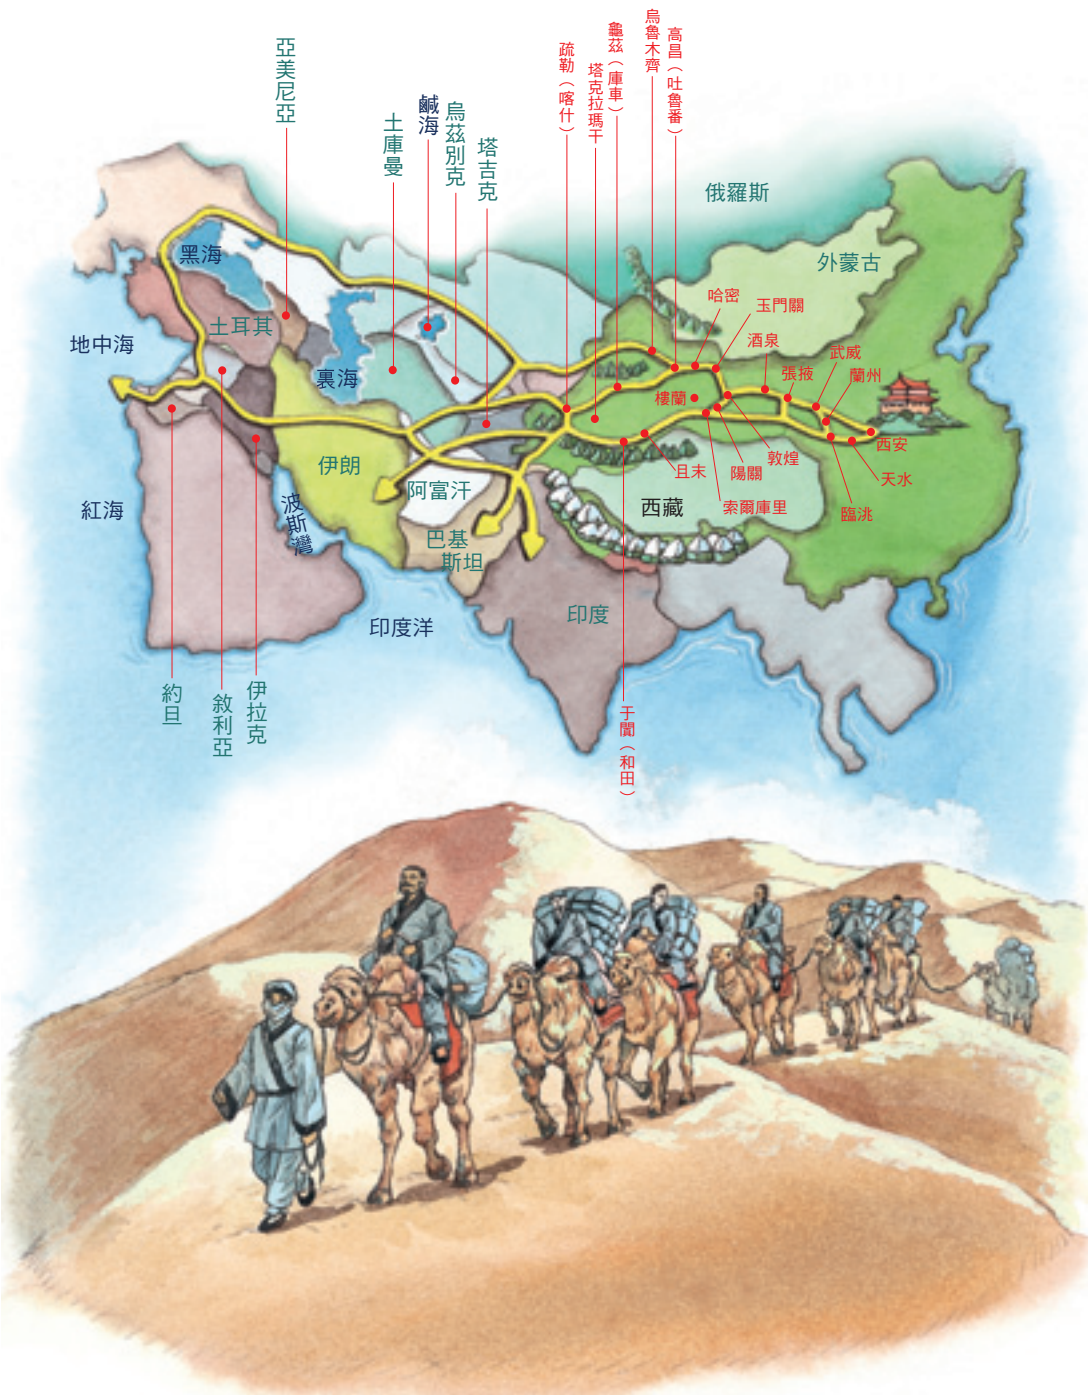 亞美尼亞
土庫曼
鹹海
烏茲別克
塔吉克
疏勒（喀什）
塔克拉瑪干
龜茲（庫車）
烏魯木齊
高昌（吐魯番）
俄羅斯
外蒙古
黑海
哈密
玉門關
土耳其
地中海
酒泉
武威
裏海
張掖
蘭州
樓蘭
西安
伊朗
且末
陽關
敦煌
天水
阿富汗
西藏
索爾庫里
臨洮
紅海
波斯灣
巴基
斯坦
印度洋
印度
約旦
敘利亞
伊拉克
于闐（和田）